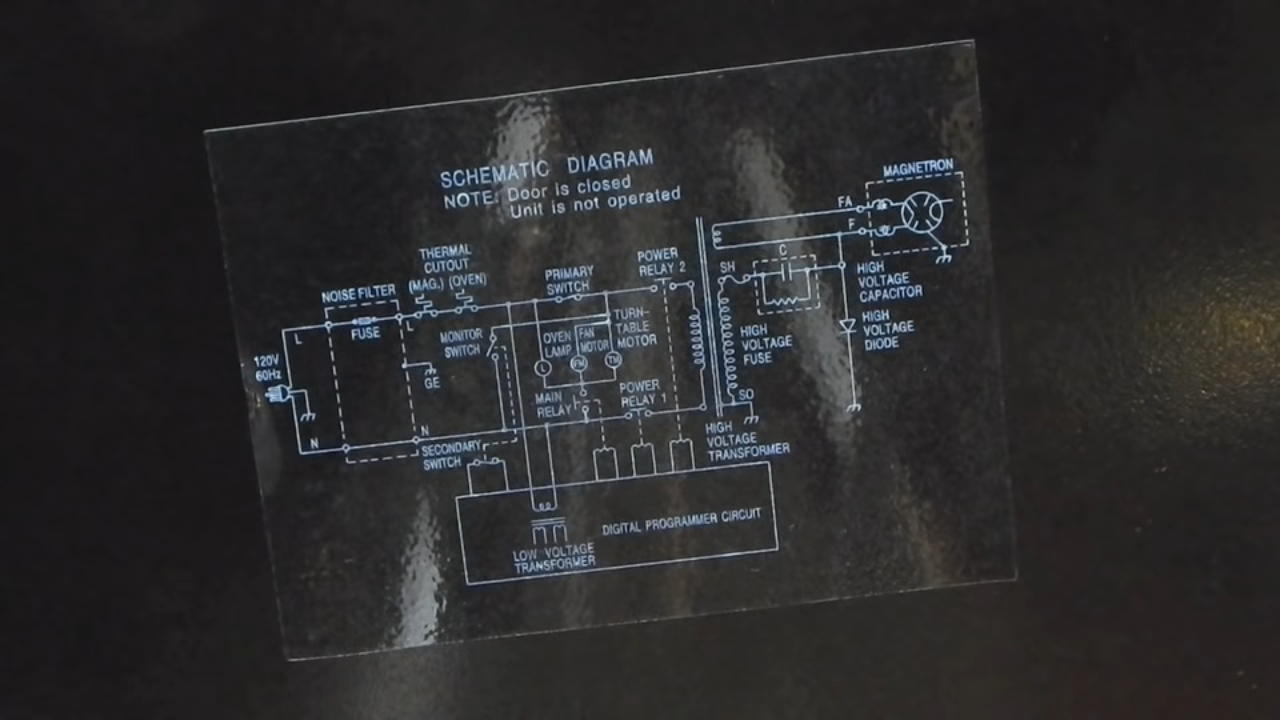 SCHEMATIC DIAGRAM
NOTE: Door is closed
Unit is not operated
MAGNETRON
FA
F
THERMAL
CUTOUT
(MAG.) (OVEN)
NOISE FILTER
FUSE
L
L
PRIMARY
SWITCH
POWER
RELAY 2
SH
C
HIGH
VOLTAGE
CAPACITOR
HIGH
VOLTAGE
DIODE
HIGH
VOLTAGE
FUSE
MONITOR
SWITCH
OVEN
LAMP
FAN
MOTOR
TURN-
TABLE
MOTOR
L
FM
TM
120V
60Hz
GE
MAIN
RELAY
POWER
RELAY 1
SO
N
N
SECONDARY
SWITCH
HIGH
VOLTAGE
TRANSFORMER
DIGITAL PROGRAMMER CIRCUIT
LOW VOLTAGE
TRANSFORMER